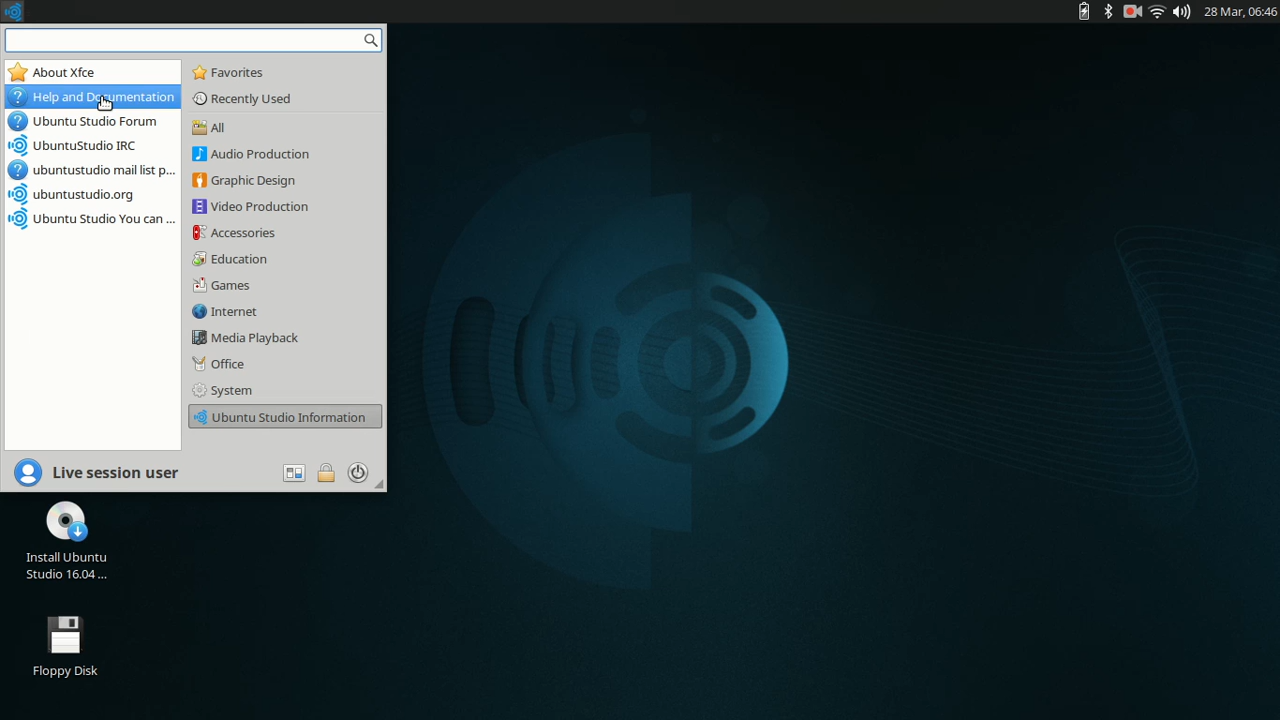 28 Mar, 06:46
About Xfce
Help and Documentation
Ubuntu Studio Forum
UbuntuStudio IRC
ubuntustudio mail list p...
ubuntustudio.org
Ubuntu Studio You can ...
Favorites
Recently Used
All
Audio Production
Graphic Design
Video Production
Accessories
Education
Games
Internet
Media Playback
Office
System
Ubuntu Studio Information
Live session user
Install Ubuntu
Studio 16.04 ...
Floppy Disk